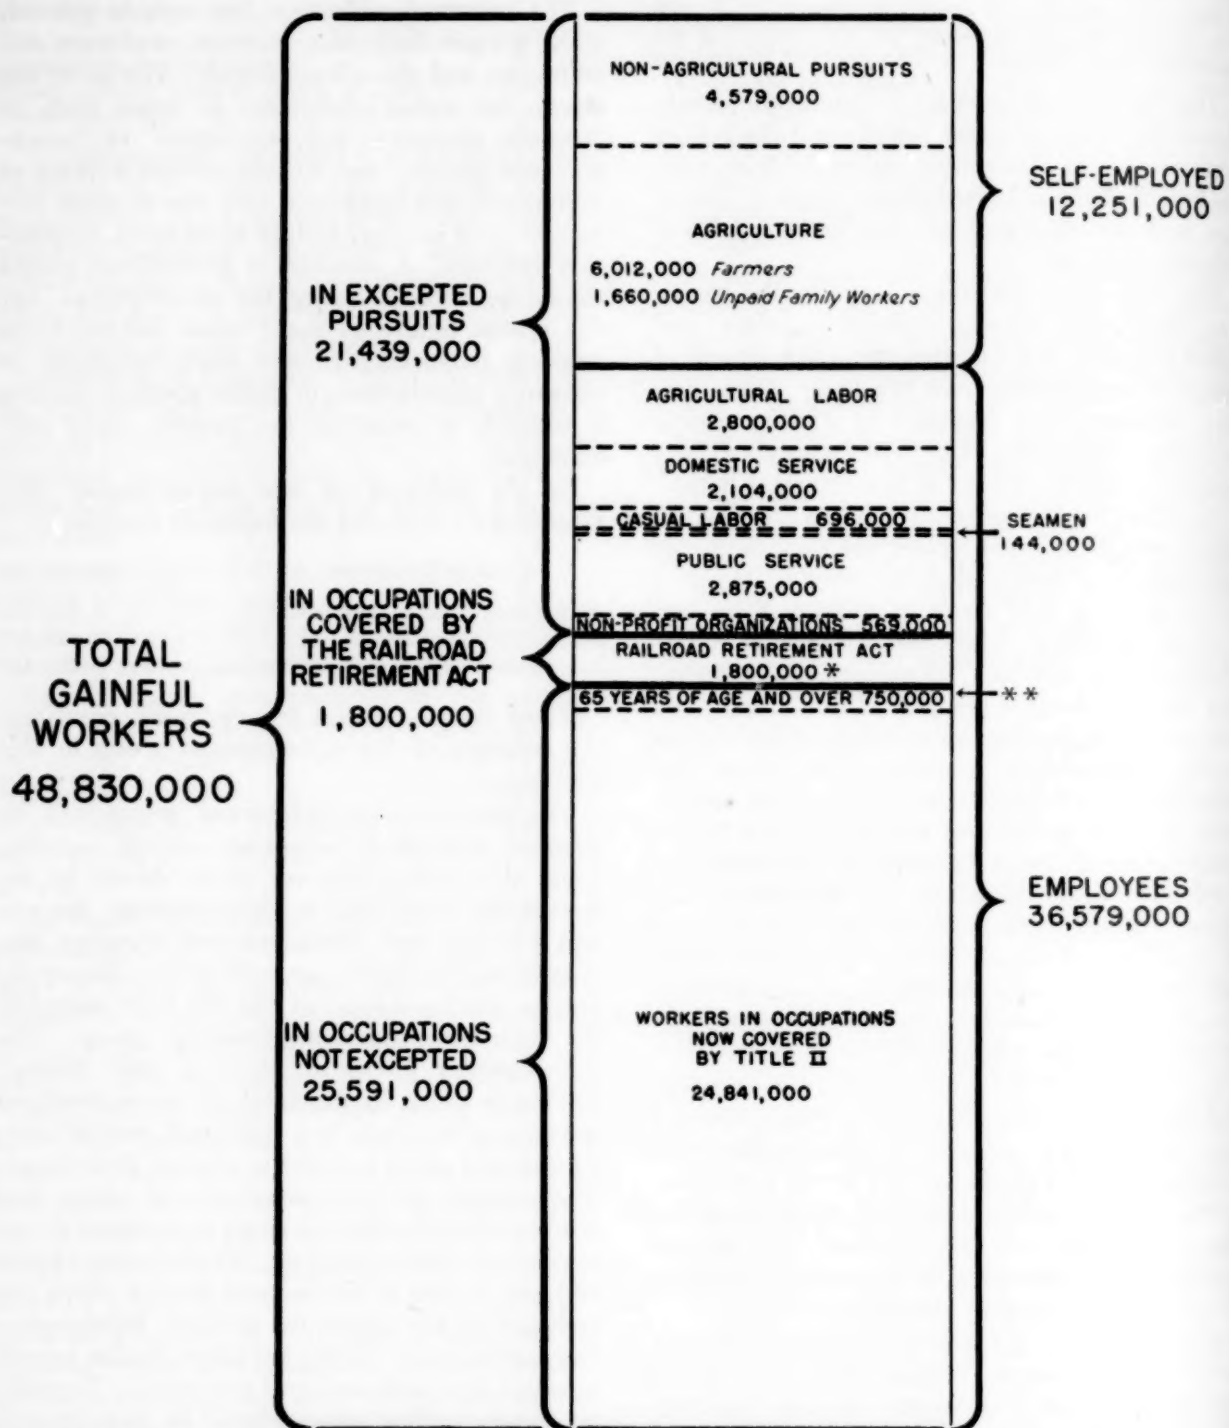 TOTAL
GAINFUL
WORKERS
48,830,000
IN EXCEPTED
PURSUITS
21,439,000
IN OCCUPATIONS
COVERED BY
THE RAILROAD
RETIREMENT ACT
1,800,000
IN OCCUPATIONS
NOT EXCEPTED
25,591,000
NON-AGRICULTURAL PURSUITS
4,579,000
AGRICULTURE
6,012,000 Farmers
1,660,000 Unpaid Family Workers
AGRICULTURAL LABOR
2,800,000
DOMESTIC SERVICE
2,104,000
CASUAL LABOR 696,000
PUBLIC SERVICE
2,875,000
NON-PROFIT ORGANIZATIONS 569,000
RAILROAD RETIREMENT ACT
1,800,000 *
65 YEARS OF AGE AND OVER 750,000
WORKERS IN OCCUPATIONS
NOW COVERED
BY TITLE II
24,841,000
SELF-EMPLOYED
12,251,000
SEAMEN
144,000
**
EMPLOYEES
36,579,000